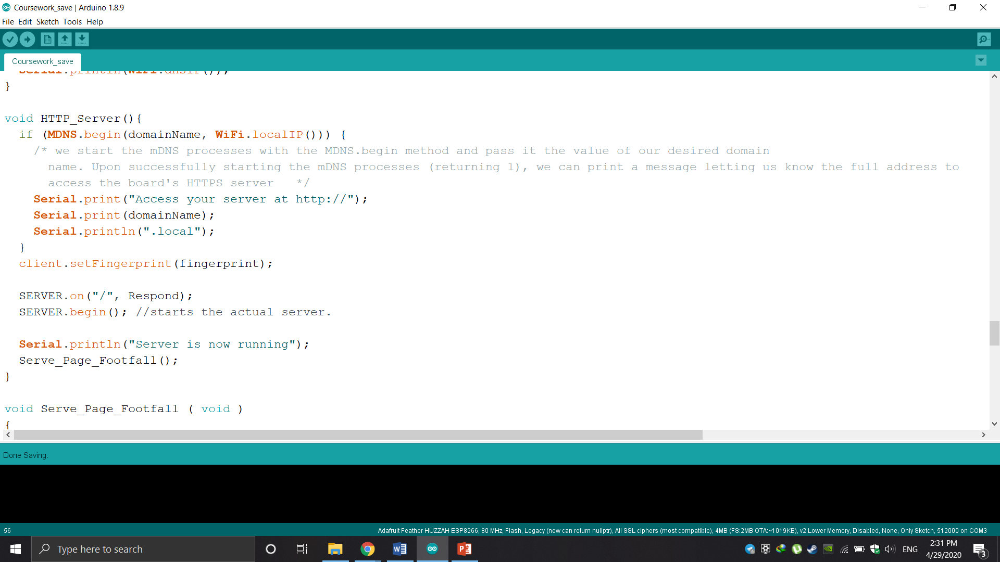 Coursework_save | Arduino 1.8.9
File Edit Sketch Tools Help
Coursework_save
Serial.println(WiFi.dnsIP());
}
void HTTP_Server(){
if (MDNS.begin(domainName, WiFi.localIP())) {
/* we start the mDNS processes with the MDNS.begin method and pass it the value of our desired domain
name. Upon successfully starting the mDNS processes (returning 1), we can print a message letting us know the full address to
access the board's HTTPS server */
Serial.print("Access your server at http://");
Serial.print(domainName);
Serial.println(".local");
}
client.setFingerprint(fingerprint);
SERVER.on("/", Respond);
SERVER.begin(); //starts the actual server.
Serial.println("Server is now running");
Serve_Page_Footfall();
}
void Serve_Page_Footfall ( void )
{
Done Saving.
56
Adafruit Feather HUZZAH ESP8266, 80 MHz, Flash, Legacy (new can return nullptr), All SSL ciphers (most compatible), 4MB (FS:2MB OTA:~1019KB), v2 Lower Memory, Disabled, None, Only Sketch, 512000 on COM3
Type here to search
ENG
2:31 PM
4/29/2020
3